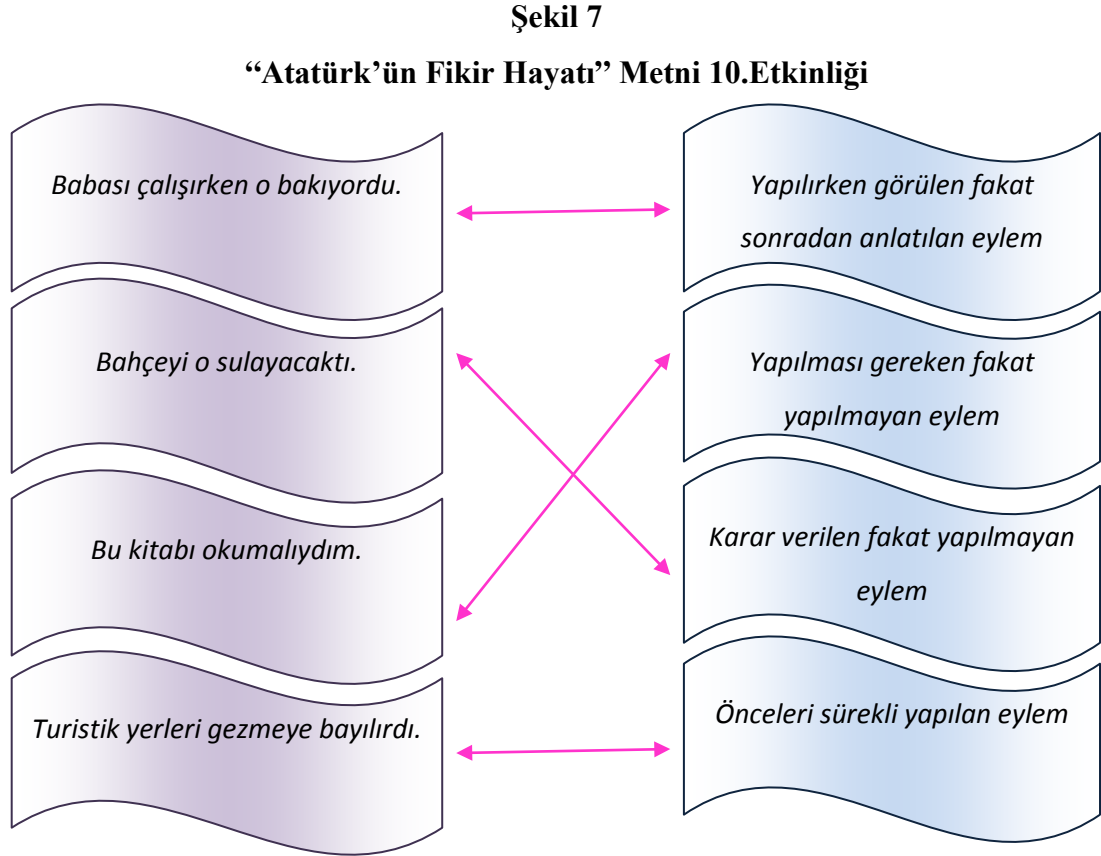 Şekil 7
“Atatürk’ün Fikir Hayatı” Metni 10.Etkinliği
Babası çalışırken o bakıyordu.
Yapılırken görülen fakat
sonradan anlatılan eylem
Bahçeyi o sulayacaktı.
Yapılması gereken fakat
yapılmayan eylem
Bu kitabı okumalıydım.
Karar verilen fakat yapılmayan
eylem
Turistik yerleri gezmeye bayılırdı.
Önceleri sürekli yapılan eylem